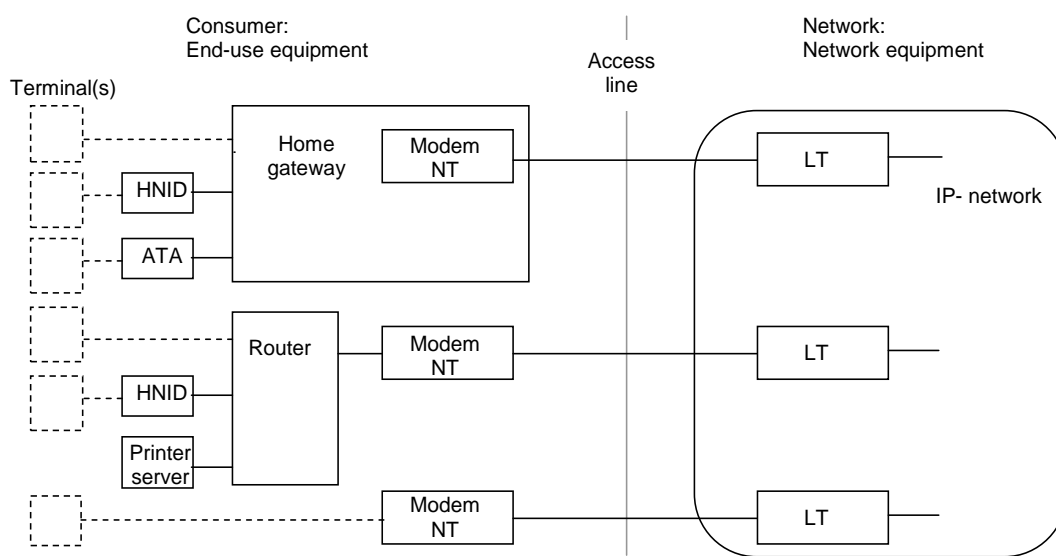 Consumer:
End-use equipment
Network:
Network equipment
Access
line
Terminal(s)
Home
gateway
Modem
NT
LT
HNID
IP- network
ATA
Router
Modem
NT
LT
HNID
Printer
server
Modem
NT
LT